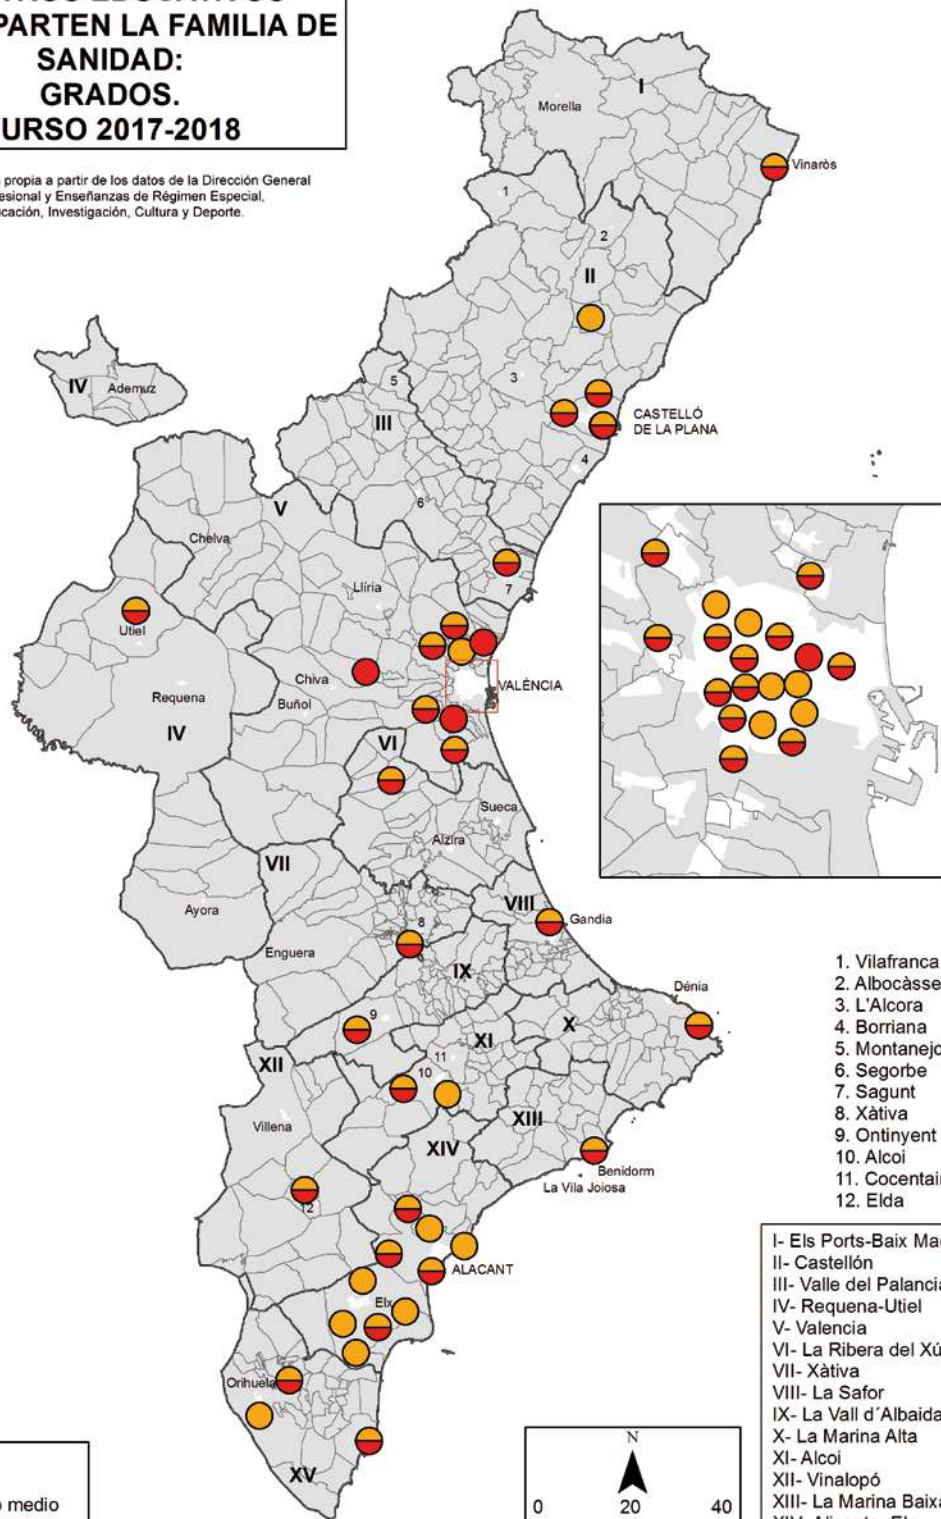 PARTEN LA FAMILIA DE
SANIDAD:
GRADOS.
URSO 2017-2018
propia a partir de los datos de la Dirección General
esional y Enseñanzas de Régimen Especial,
cación, Investigación, Cultura y Deporte.
I
Morella
Vinaròs
1
2
II
3
5
IV
Ademuz
III
CASTELLÓ
DE LA PLANA
4
6
V
Chelva
Llíria
7
Utiel
Chiva
VALÈNCIA
Requena
Buñol
IV
VI
Sueca
Alzira
VII
Ayora
VIII
8
Gandia
Enguera
IX
Dénia
9
X
XI
11
XII
10
Villena
XIII
XIV
Benidorm
La Vila Joiosa
12
ALACANT
Elx
Orihuela
XV
1. Vilafranca
2. Albocàsse
3. L'Alcora
4. Borriana
5. Montanejo
6. Segorbe
7. Sagunt
8. Xàtiva
9. Ontinyent
10. Alcoi
11. Cocentain
12. Elda
I- Els Ports-Baix Mae
II- Castellón
III- Valle del Palancia
IV- Requena-Utiel
V- Valencia
VI- La Ribera del Xú
VII- Xàtiva
VIII- La Safor
IX- La Vall d´Albaida
X- La Marina Alta
XI- Alcoi
XII- Vinalopó
XIII- La Marina Baixa
N
0 20 40
medio